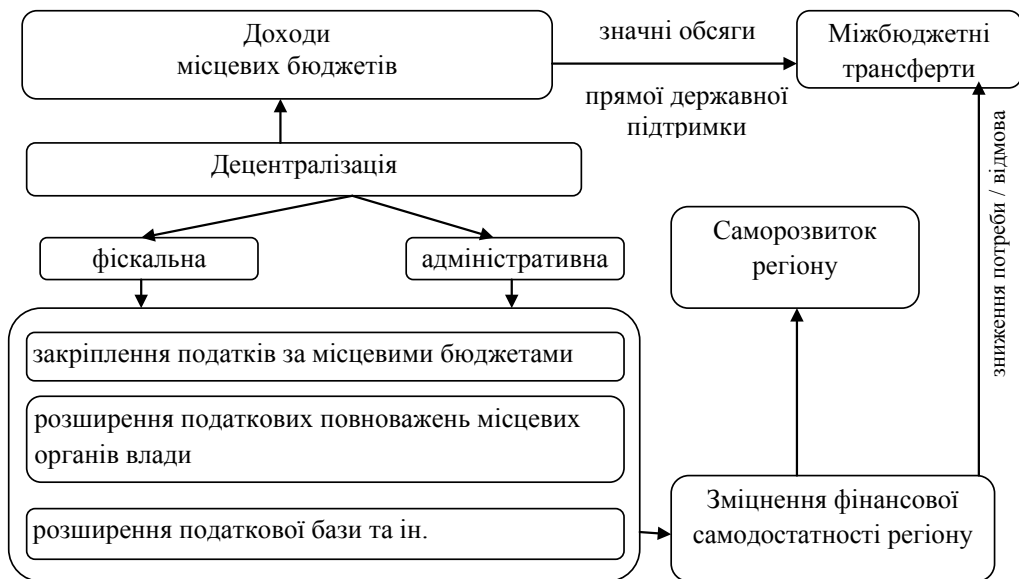 Доходи
місцевих бюджетів
значні обсяги
прямої державної
підтримки
Міжбюджетні
трансферти
Децентралізація
фіскальна
адміністративна
Саморозвиток
регіону
зниження потреби / відмова
закріплення податків за місцевими бюджетами
розширення податкових повноважень місцевих
органів влади
розширення податкової бази та ін.
Зміцнення фінансової
самодостатності регіону